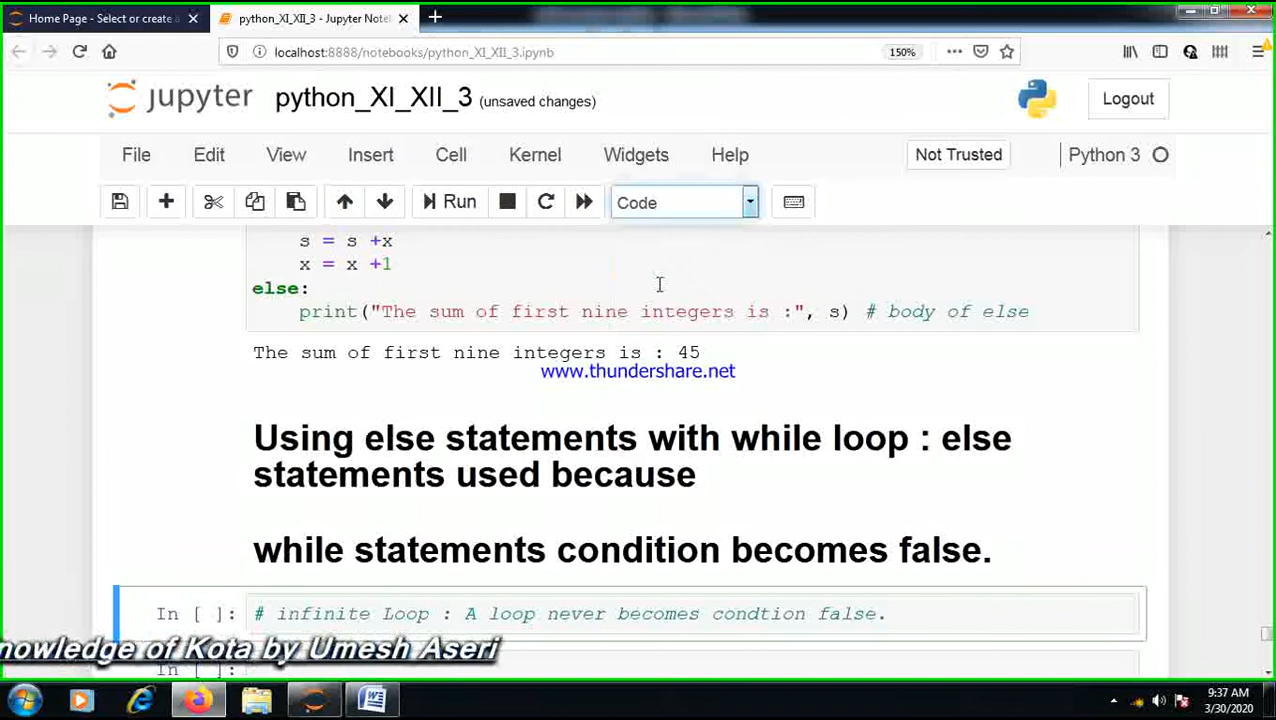 Home Page - Select or create a
python_XI_XII_3 - Jupyter Notel
localhost:8888/notebooks/python_XI_XII_3.ipynb
150%
jupyter
python_XI_XII_3 (unsaved changes)
Logout
File Edit View Insert Cell Kernel Widgets Help
Not Trusted
Python 3
Run
Code
s = s +x
x = x +1
else:
print("The sum of first nine integers is :", s) # body of else
The sum of first nine integers is : 45
www.thundershare.net
Using else statements with while loop : else
statements used because
while statements condition becomes false.
In [ ]: # infinite Loop : A loop never becomes condtion false.
nowledge of Kota by Umesh Aseri
In [ ]:
9:37 AM
3/30/2020